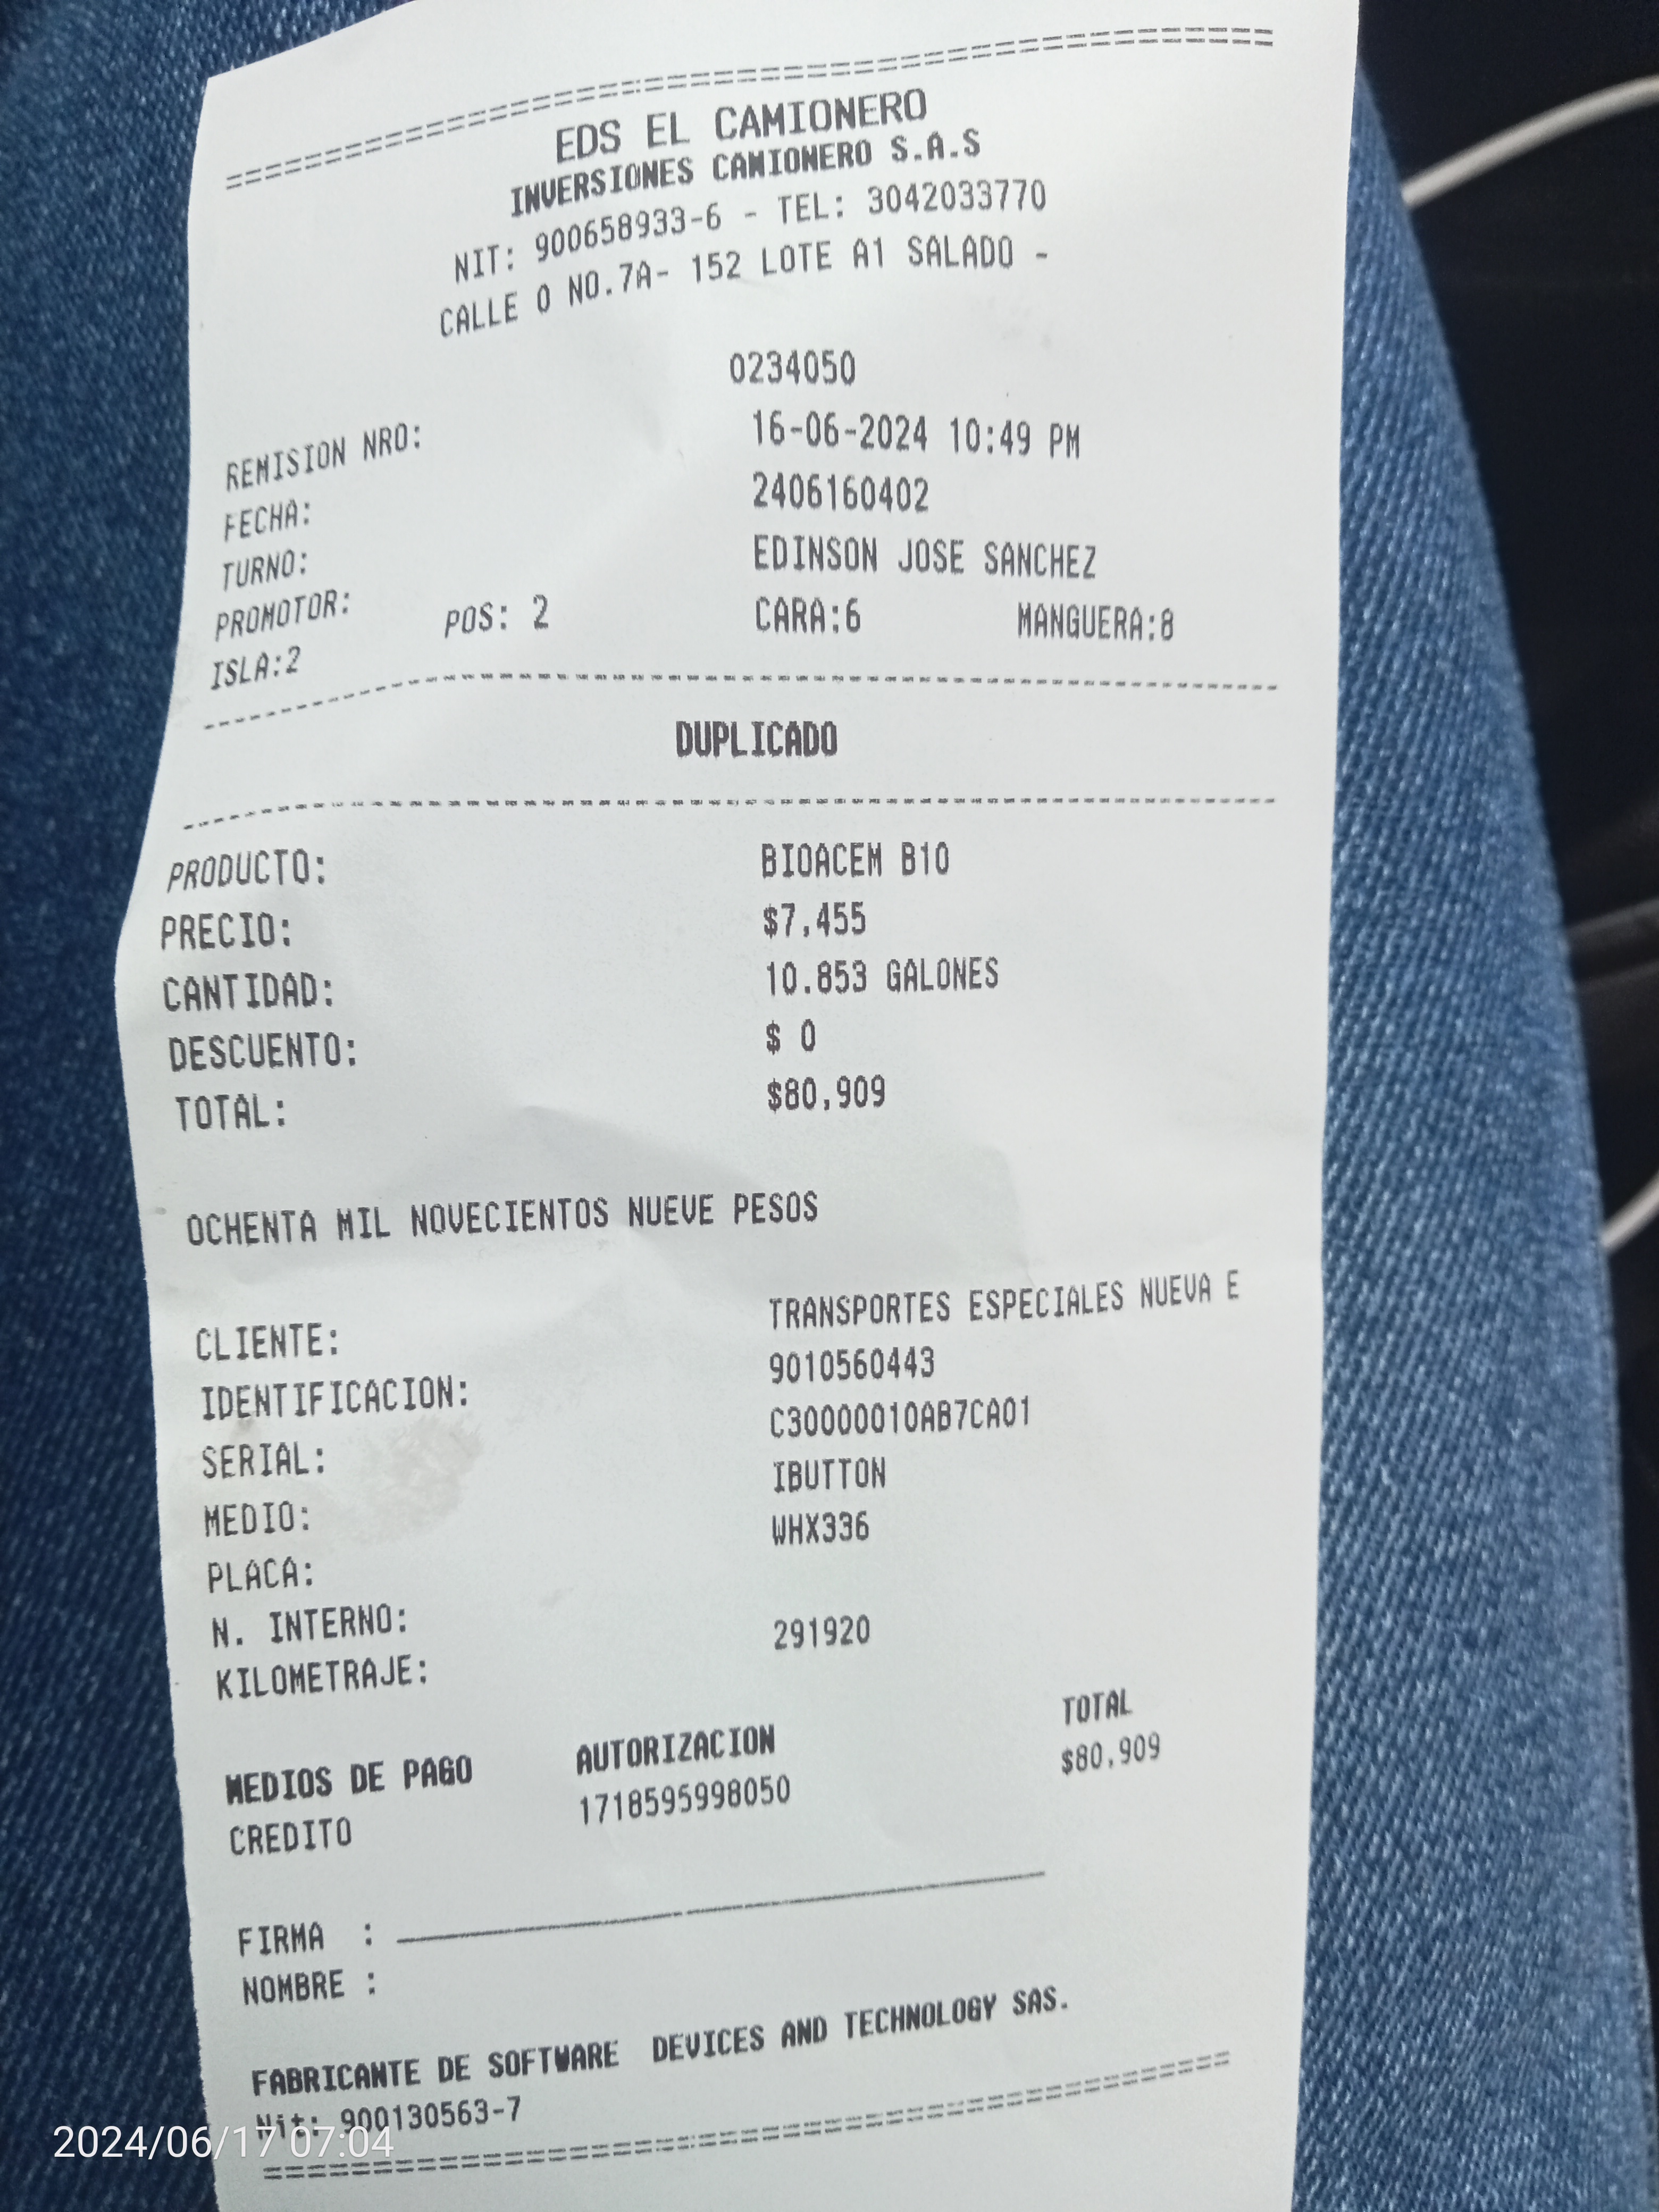 EDS EL CAMIONERO
INVERSIONES CAMIONERO S.A.S
NIT: 900658933-6 - TEL: 3042033770
CALLE 0 NO.7A- 152 LOTE A1 SALADO -
REMISION NRO: 0234050
FECHA: 16-06-2024 10:49 PM
TURNO: 2406160402
PROMOTOR: EDINSON JOSE SANCHEZ
ISLA:2 POS: 2 CARA:6 MANGUERA:8
DUPLICADO
PRODUCTO: BIOACEM B10
PRECIO: $7,455
CANTIDAD: 10.853 GALONES
DESCUENTO: $ 0
TOTAL: $80,909
OCHENTA MIL NOVECIENTOS NUEVE PESOS
CLIENTE: TRANSPORTES ESPECIALES NUEVA E
IDENTIFICACION: 9010560443
SERIAL: C30000010AB7CA01
MEDIO: IBUTTON
PLACA: WHX336
N. INTERNO:
KILOMETRAJE: 291920
MEDIOS DE PAGO AUTORIZACION TOTAL
CREDITO 1718595998050 $80,909
FIRMA :
NOMBRE :
FABRICANTE DE SOFTWARE DEVICES AND TECHNOLOGY SAS.
Nit: 900130563-7
2024/06/17 07:04